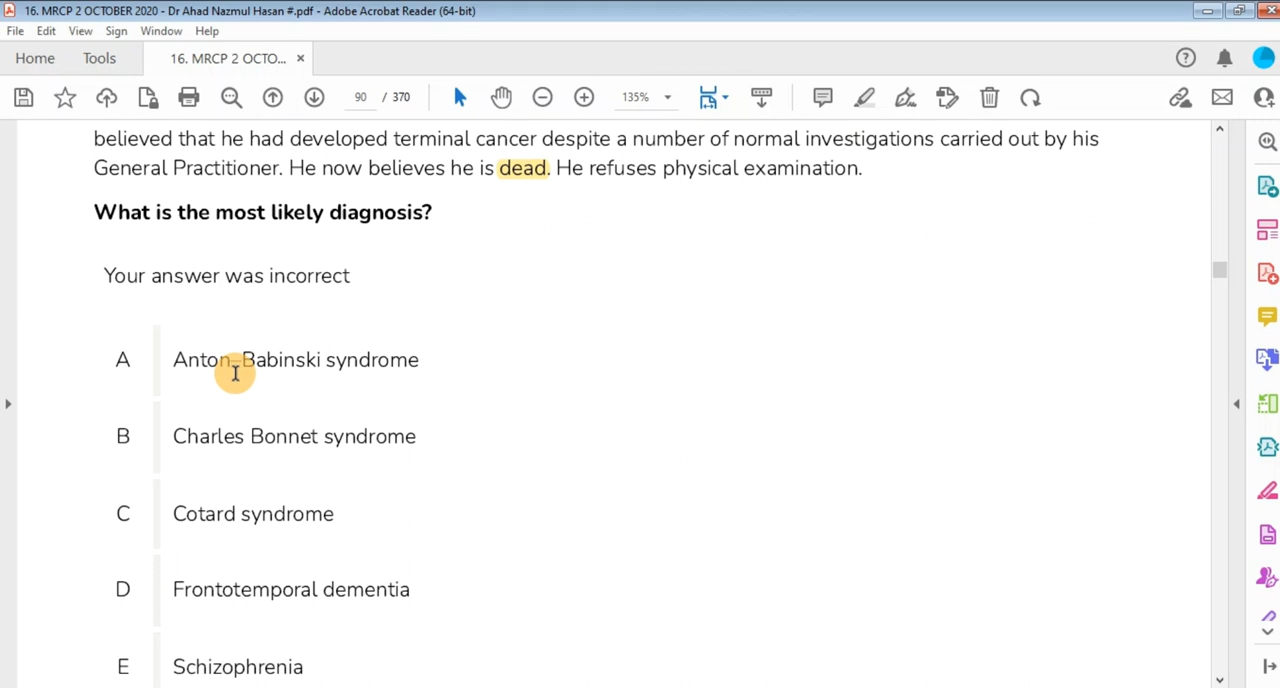 16. MRCP 2 OCTOBER 2020 - Dr Ahad Nazmul Hasan #.pdf - Adobe Acrobat Reader (64-bit)
File Edit View Sign Window Help
Home Tools 16. MRCP 2 OCTO... ×
90 / 370 135%
believed that he had developed terminal cancer despite a number of normal investigations carried out by his
General Practitioner. He now believes he is dead. He refuses physical examination.
What is the most likely diagnosis?
Your answer was incorrect
A Anton–Babinski syndrome
B Charles Bonnet syndrome
C Cotard syndrome
D Frontotemporal dementia
E Schizophrenia